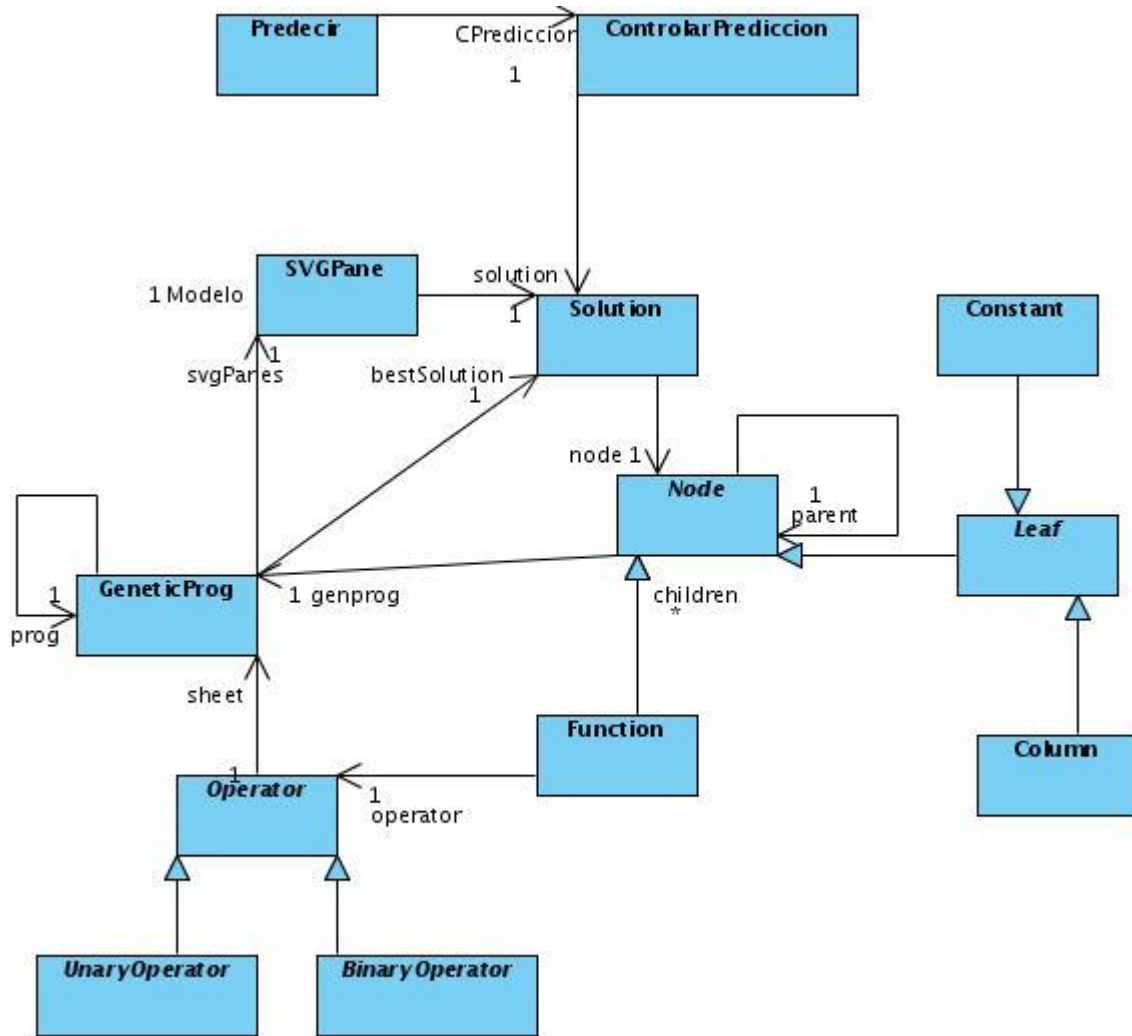 Predecir
CPrediccion
1
ControlarPrediccion
SVGPane
1 Modelo
solution
1
Solution
Constant
1
svgPanes
bestSolution
1
node 1
Node
1
parent
Leaf
GeneticProg
1
prog
1 genprog
children
*
sheet
Function
Column
1
Operator
1
operator
UnaryOperator
BinaryOperator